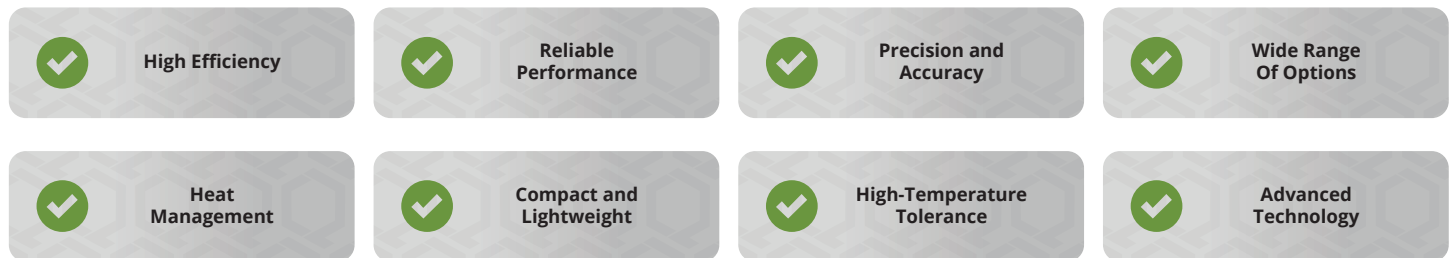 High Efficiency
Reliable
Performance
Precision and
Accuracy
Wide Range
Of Options
Heat
Management
Compact and
Lightweight
High-Temperature
Tolerance
Advanced
Technology